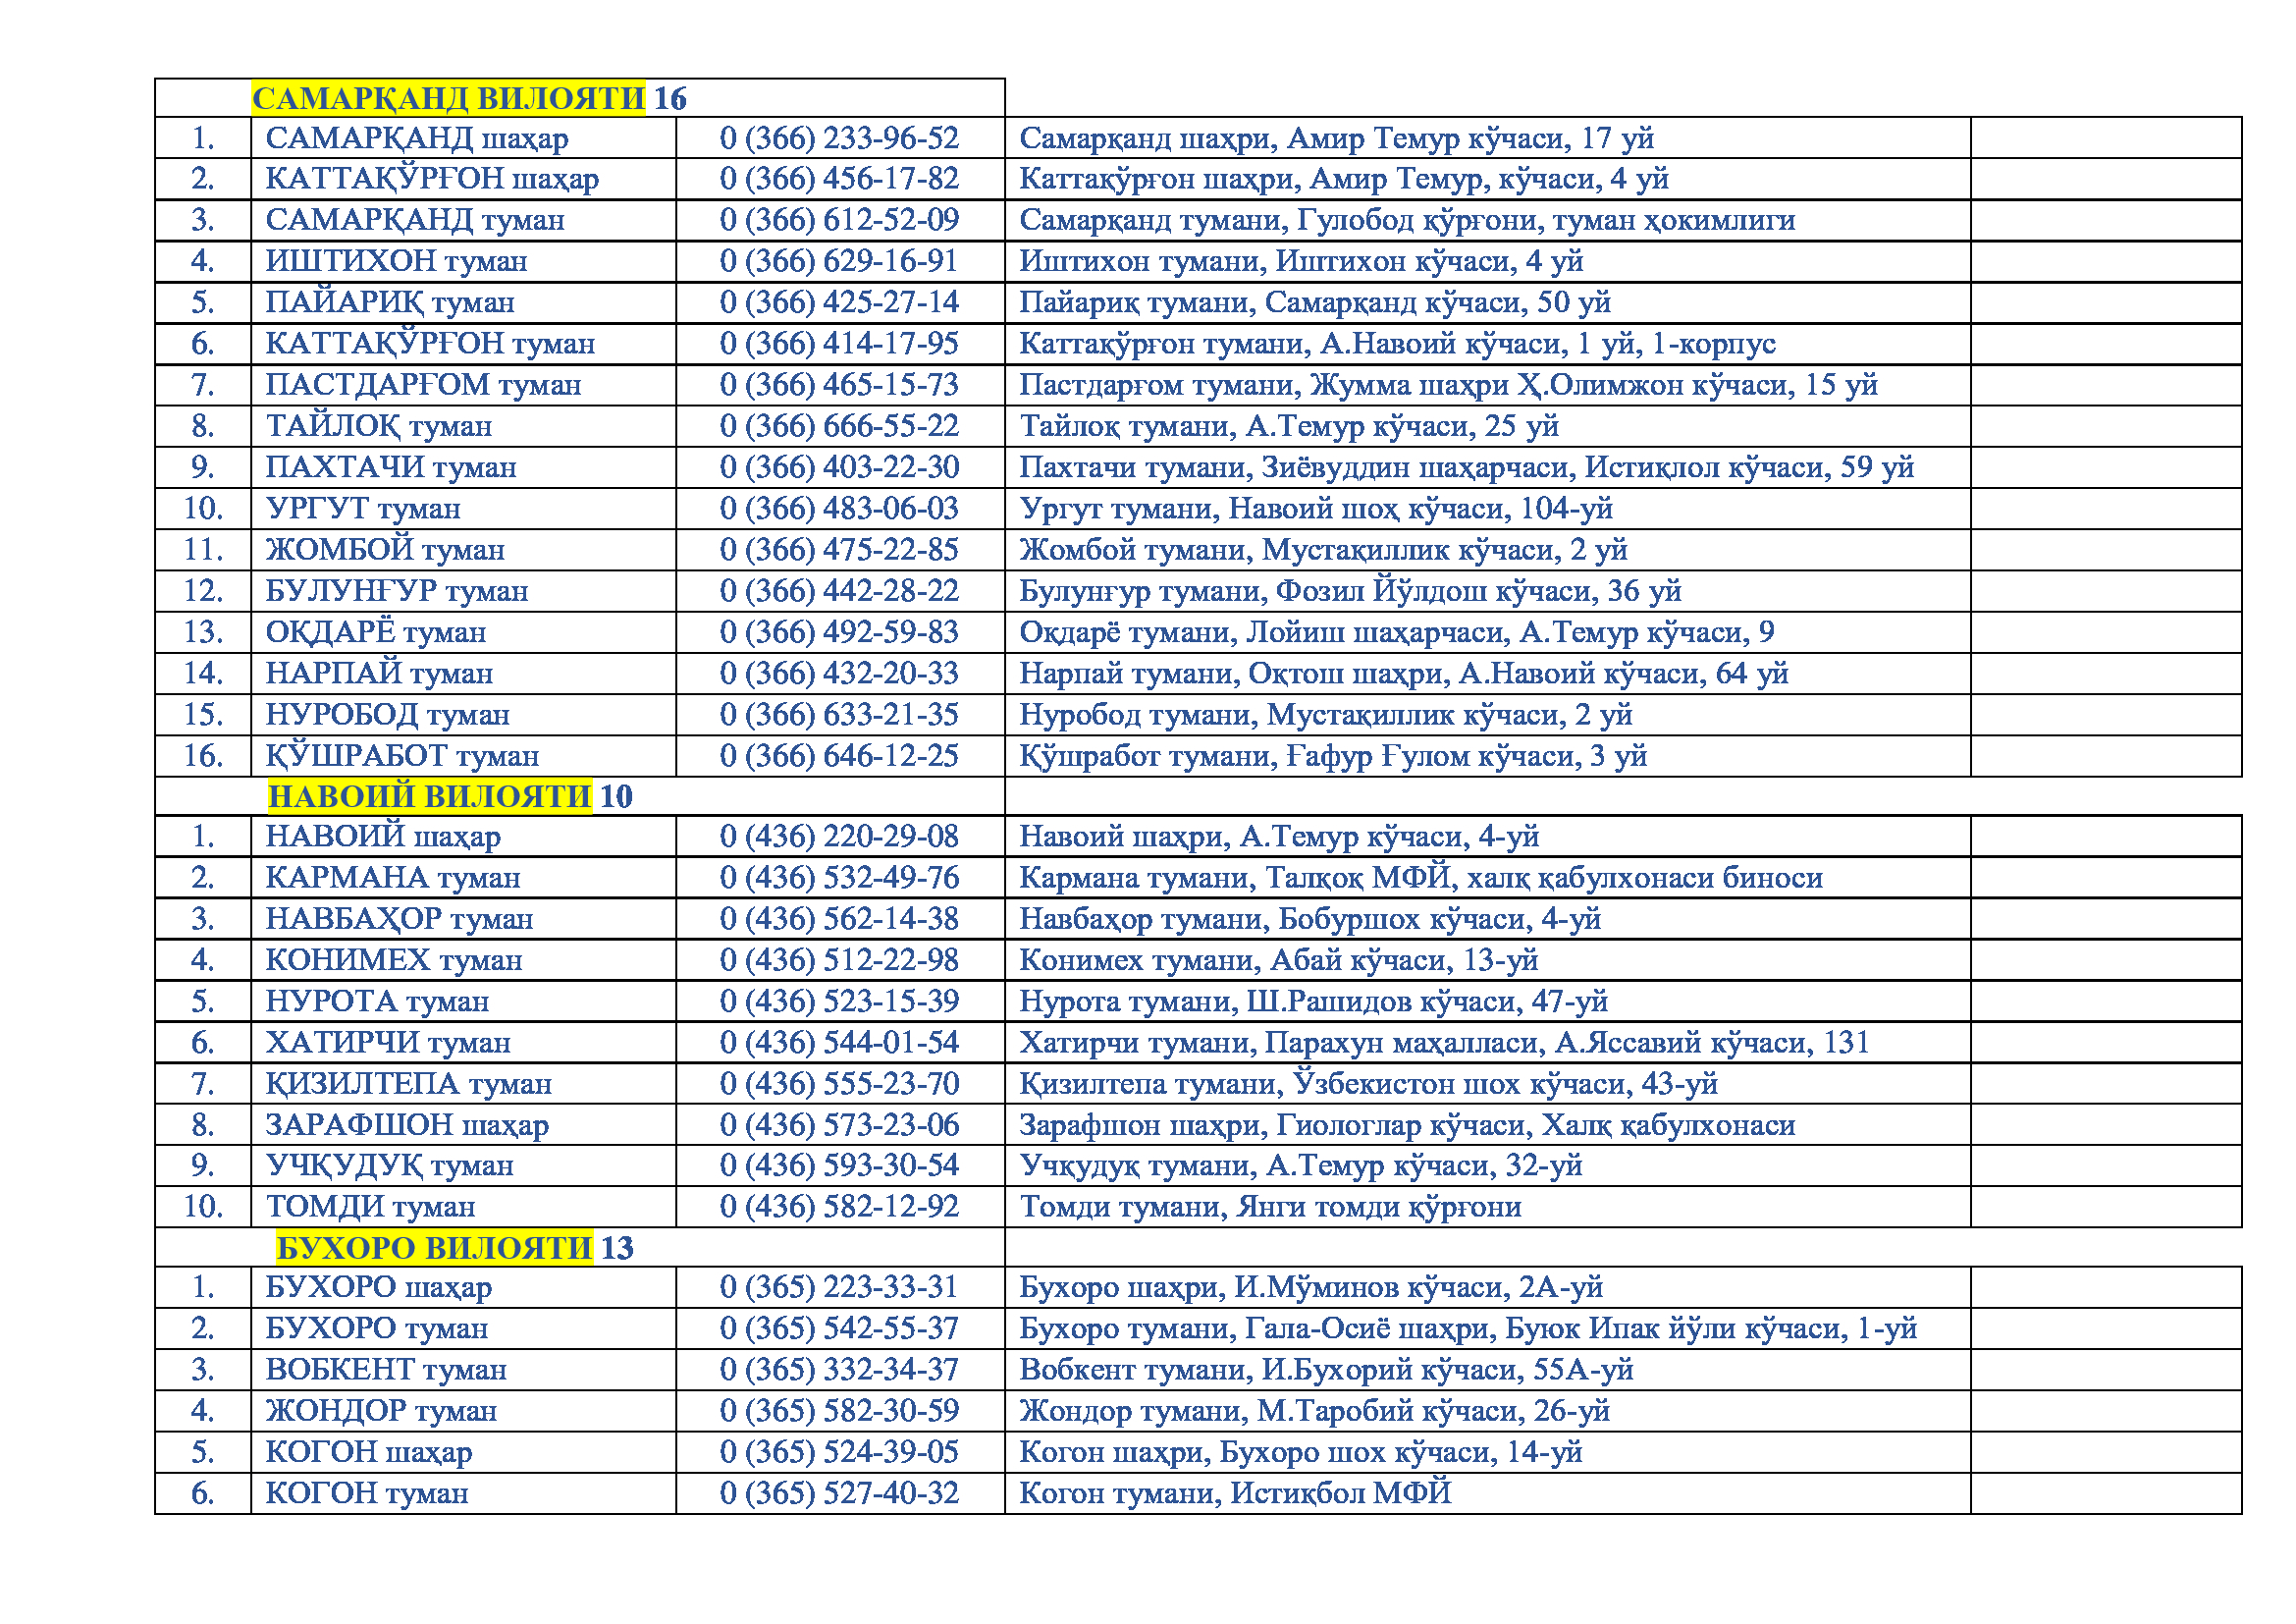 САМАРҚАНД ВИЛОЯТИ 16
1. САМАРҚАНД шаҳар 0 (366) 233-96-52 Самарқанд шаҳри, Амир Темур кўчаси, 17 уй
2. КАТТАҚЎРҒОН шаҳар 0 (366) 456-17-82 Каттақўрғон шаҳри, Амир Темур, кўчаси, 4 уй
3. САМАРҚАНД туман 0 (366) 612-52-09 Самарқанд тумани, Гулобод қўрғони, туман ҳокимлиги
4. ИШТИХОН туман 0 (366) 629-16-91 Иштихон тумани, Иштихон кўчаси, 4 уй
5. ПАЙАРИҚ туман 0 (366) 425-27-14 Пайариқ тумани, Самарқанд кўчаси, 50 уй
6. КАТТАҚЎРҒОН туман 0 (366) 414-17-95 Каттақўрғон тумани, А.Навоий кўчаси, 1 уй, 1-корпус
7. ПАСТДАРҒОМ туман 0 (366) 465-15-73 Пастдарғом тумани, Жумма шаҳри Ҳ.Олимжон кўчаси, 15 уй
8. ТАЙЛОҚ туман 0 (366) 666-55-22 Тайлоқ тумани, А.Темур кўчаси, 25 уй
9. ПАХТАЧИ туман 0 (366) 403-22-30 Пахтачи тумани, Зиёвуддин шаҳарчаси, Истиқлол кўчаси, 59 уй
10. УРГУТ туман 0 (366) 483-06-03 Ургут тумани, Навоий шоҳ кўчаси, 104-уй
11. ЖОМБОЙ туман 0 (366) 475-22-85 Жомбой тумани, Мустақиллик кўчаси, 2 уй
12. БУЛУНҒУР туман 0 (366) 442-28-22 Булунғур тумани, Фозил Йўлдош кўчаси, 36 уй
13. ОҚДАРЁ туман 0 (366) 492-59-83 Оқдарё тумани, Лойиш шаҳарчаси, А.Темур кўчаси, 9
14. НАРПАЙ туман 0 (366) 432-20-33 Нарпай тумани, Оқтош шаҳри, А.Навоий кўчаси, 64 уй
15. НУРОБОД туман 0 (366) 633-21-35 Нуробод тумани, Мустақиллик кўчаси, 2 уй
16. ҚЎШРАБОТ туман 0 (366) 646-12-25 Қўшработ тумани, Ғафур Ғулом кўчаси, 3 уй
НАВОИЙ ВИЛОЯТИ 10
1. НАВОИЙ шаҳар 0 (436) 220-29-08 Навоий шаҳри, А.Темур кўчаси, 4-уй
2. КАРМАНА туман 0 (436) 532-49-76 Кармана тумани, Талқоқ МФЙ, халқ қабулхонаси биноси
3. НАВБАҲОР туман 0 (436) 562-14-38 Навбаҳор тумани, Бобуршох кўчаси, 4-уй
4. КОНИМЕХ туман 0 (436) 512-22-98 Конимех тумани, Абай кўчаси, 13-уй
5. НУРОТА туман 0 (436) 523-15-39 Нурота тумани, Ш.Рашидов кўчаси, 47-уй
6. ХАТИРЧИ туман 0 (436) 544-01-54 Хатирчи тумани, Парахун маҳалласи, А.Яссавий кўчаси, 131
7. ҚИЗИЛТЕПА туман 0 (436) 555-23-70 Қизилтепа тумани, Ўзбекистон шох кўчаси, 43-уй
8. ЗАРАФШОН шаҳар 0 (436) 573-23-06 Зарафшон шаҳри, Гиологлар кўчаси, Халқ қабулхонаси
9. УЧҚУДУҚ туман 0 (436) 593-30-54 Учқудуқ тумани, А.Темур кўчаси, 32-уй
10. ТОМДИ туман 0 (436) 582-12-92 Томди тумани, Янги томди қўрғони
БУХОРО ВИЛОЯТИ 13
1. БУХОРО шаҳар 0 (365) 223-33-31 Бухоро шаҳри, И.Мўминов кўчаси, 2А-уй
2. БУХОРО туман 0 (365) 542-55-37 Бухоро тумани, Гала-Осиё шаҳри, Буюк Ипак йўли кўчаси, 1-уй
3. ВОБКЕНТ туман 0 (365) 332-34-37 Вобкент тумани, И.Бухорий кўчаси, 55А-уй
4. ЖОНДОР туман 0 (365) 582-30-59 Жондор тумани, М.Таробий кўчаси, 26-уй
5. КОГОН шаҳар 0 (365) 524-39-05 Когон шаҳри, Бухоро шох кўчаси, 14-уй
6. КОГОН туман 0 (365) 527-40-32 Когон тумани, Истиқбол МФЙ